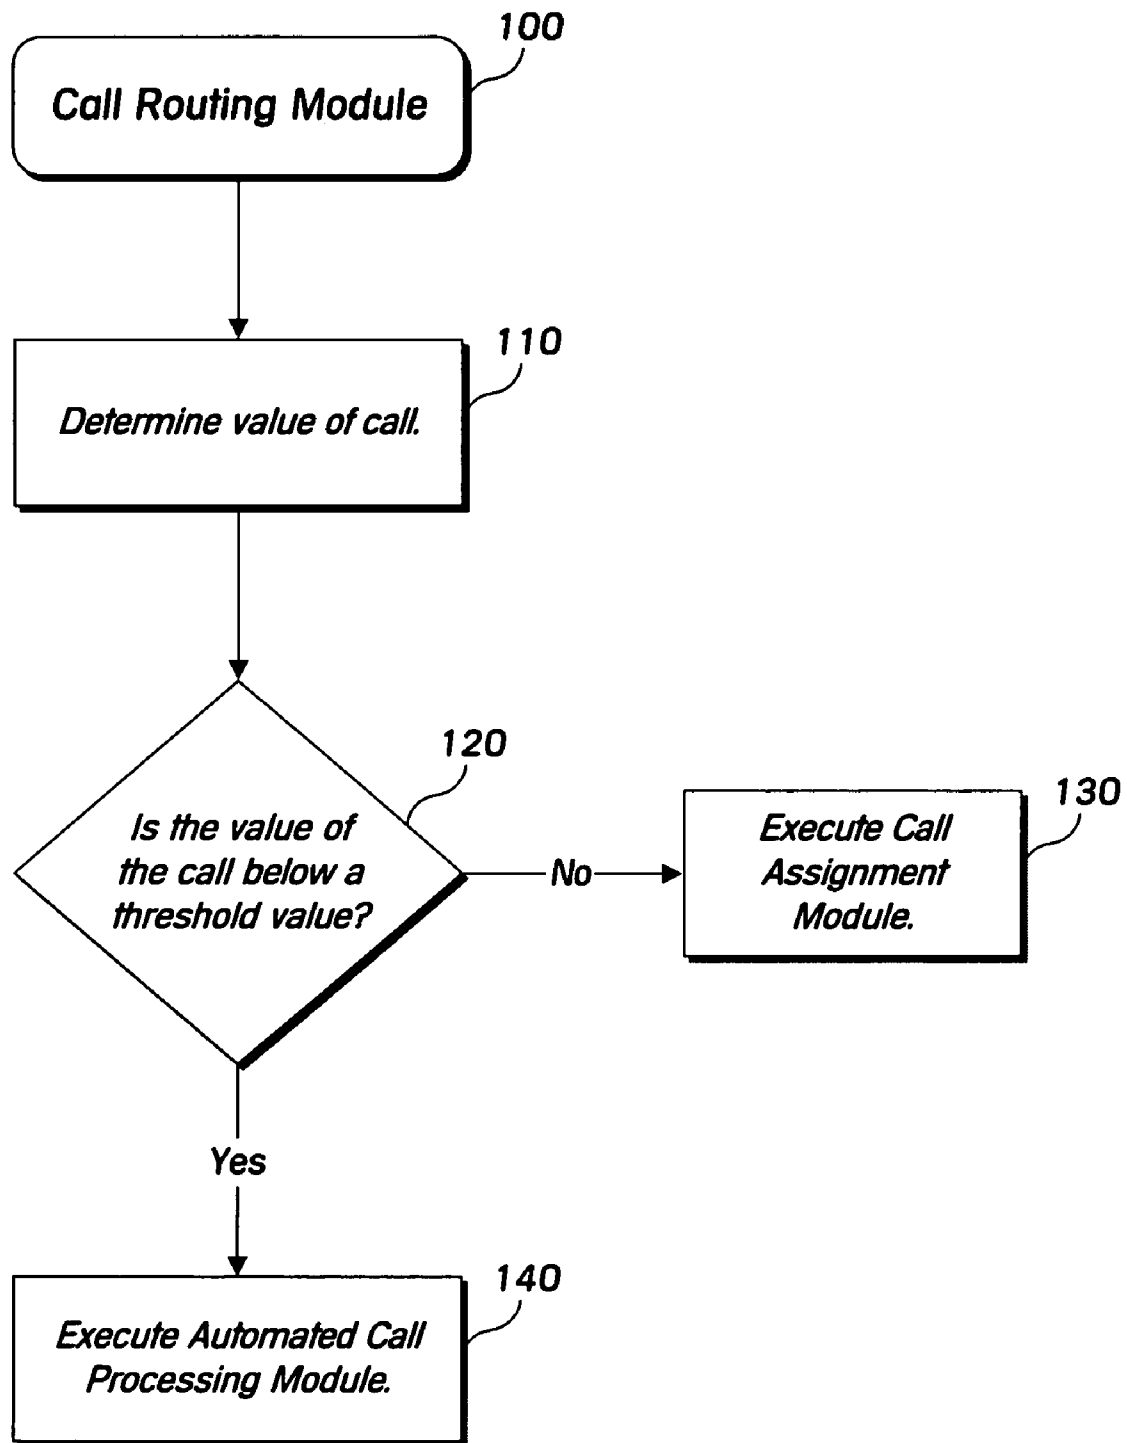 100
Call Routing Module
110
Determine value of call.
120
Is the value of
the call below a
threshold value?
No
130
Execute Call
Assignment
Module.
Yes
140
Execute Automated Call
Processing Module.